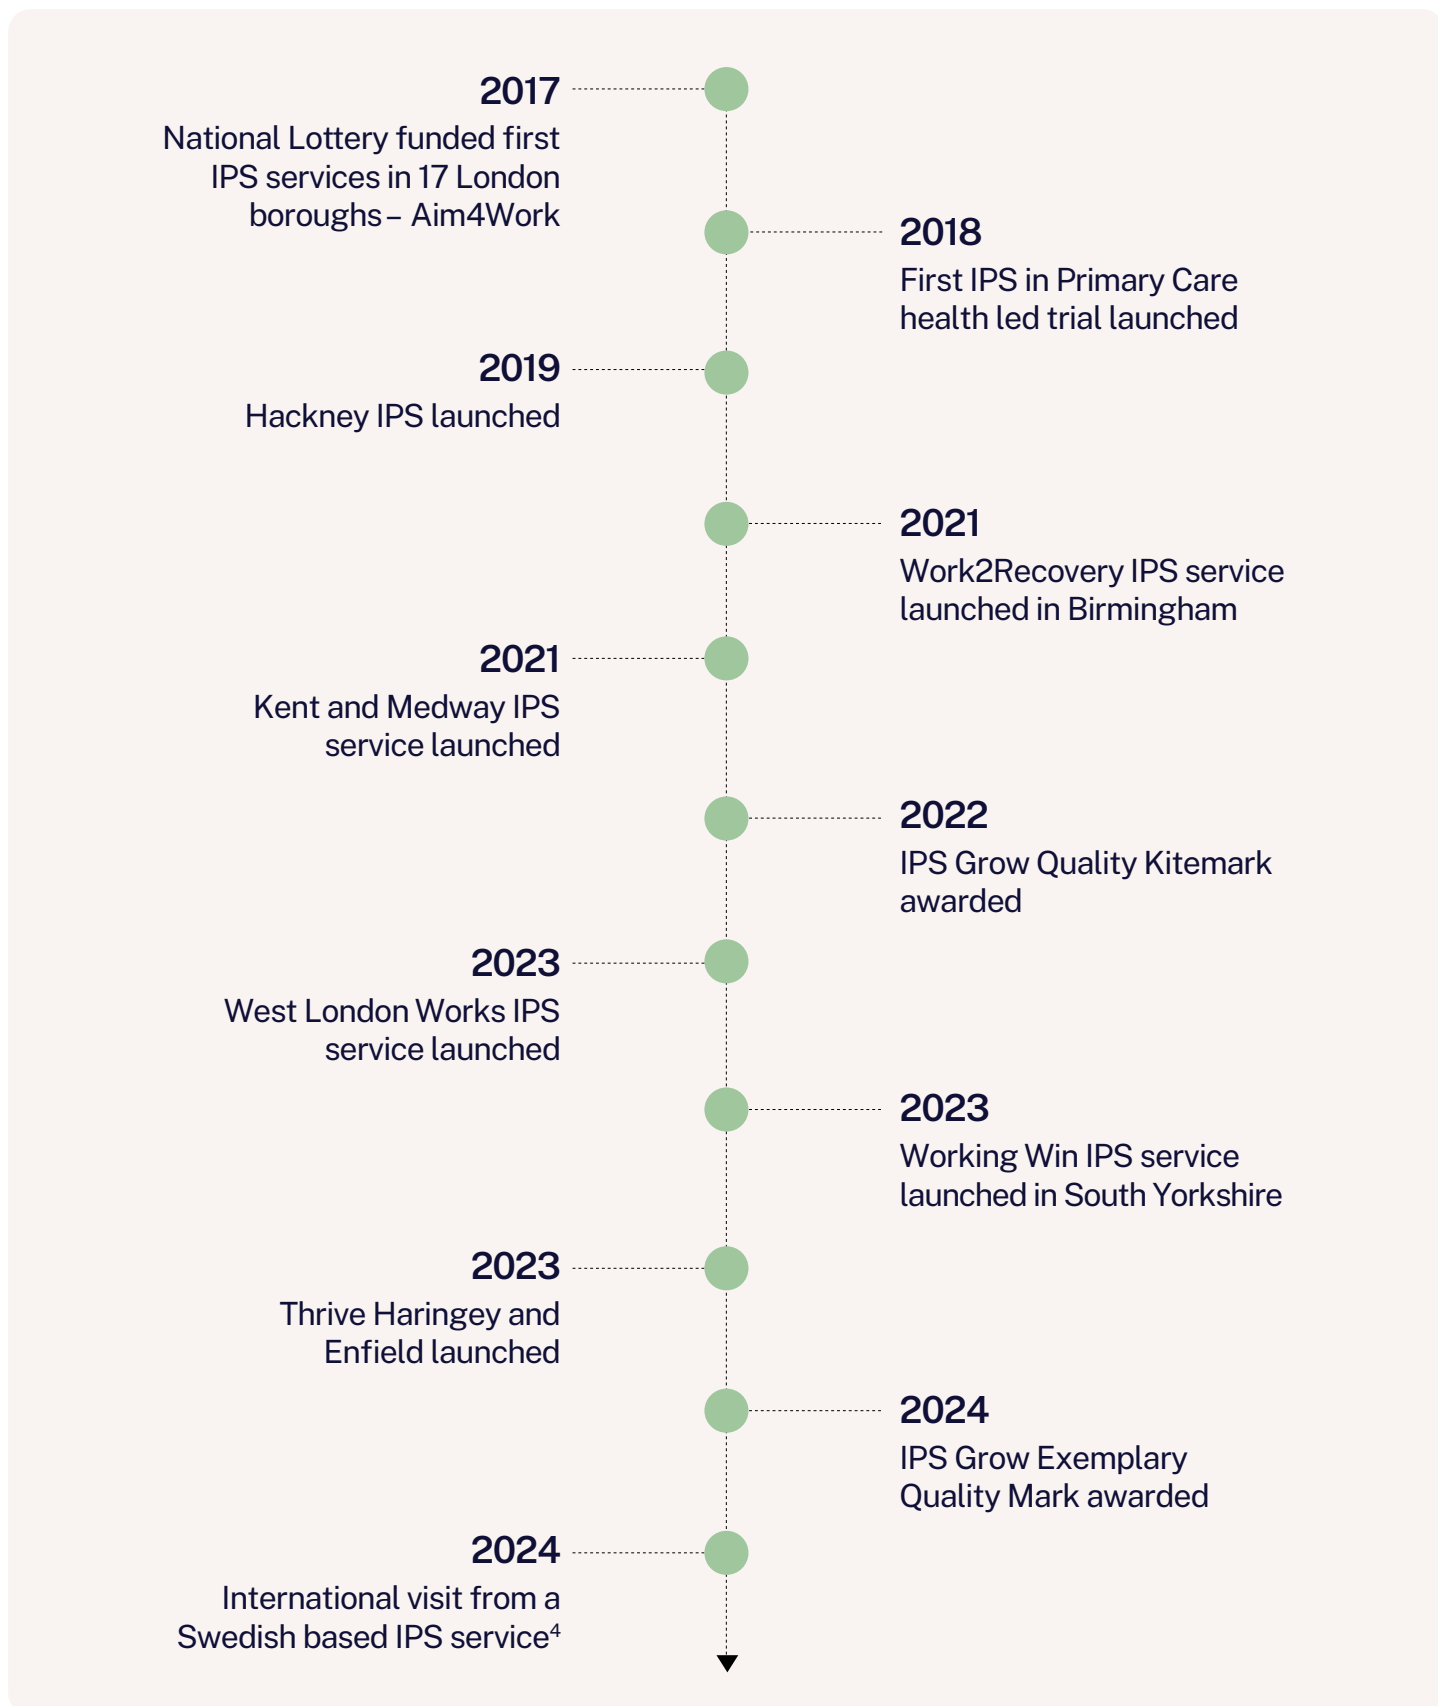 2017
National Lottery funded first
IPS services in 17 London
boroughs – Aim4Work
2018
First IPS in Primary Care
health led trial launched
2019
Hackney IPS launched
2021
Work2Recovery IPS service
launched in Birmingham
2021
Kent and Medway IPS
service launched
2022
IPS Grow Quality Kitemark
awarded
2023
West London Works IPS
service launched
2023
Working Win IPS service
launched in South Yorkshire
2023
Thrive Haringey and
Enfield launched
2024
IPS Grow Exemplary
Quality Mark awarded
2024
International visit from a
Swedish based IPS service⁴